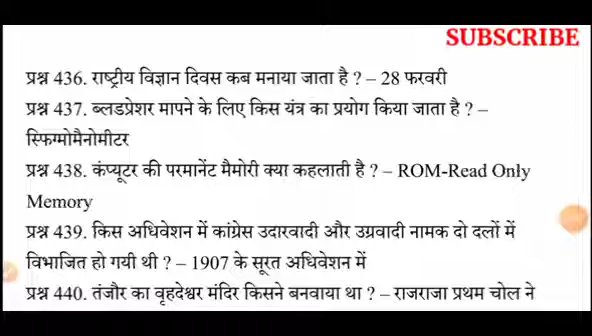 SUBSCRIBE
प्रश्न 436. राष्ट्रीय विज्ञान दिवस कब मनाया जाता है ? – 28 फरवरी
प्रश्न 437. ब्लडप्रेशर मापने के लिए किस यंत्र का प्रयोग किया जाता है ? –
स्फिग्मोमैनोमीटर
प्रश्न 438. कंप्यूटर की परमानेंट मैमोरी क्या कहलाती है ? – ROM-Read Only
Memory
प्रश्न 439. किस अधिवेशन में कांग्रेस उदारवादी और उग्रवादी नामक दो दलों में
विभाजित हो गयी थी ? – 1907 के सूरत अधिवेशन में
प्रश्न 440. तंजौर का वृहदेश्वर मंदिर किसने बनवाया था ? – राजराजा प्रथम चोल ने